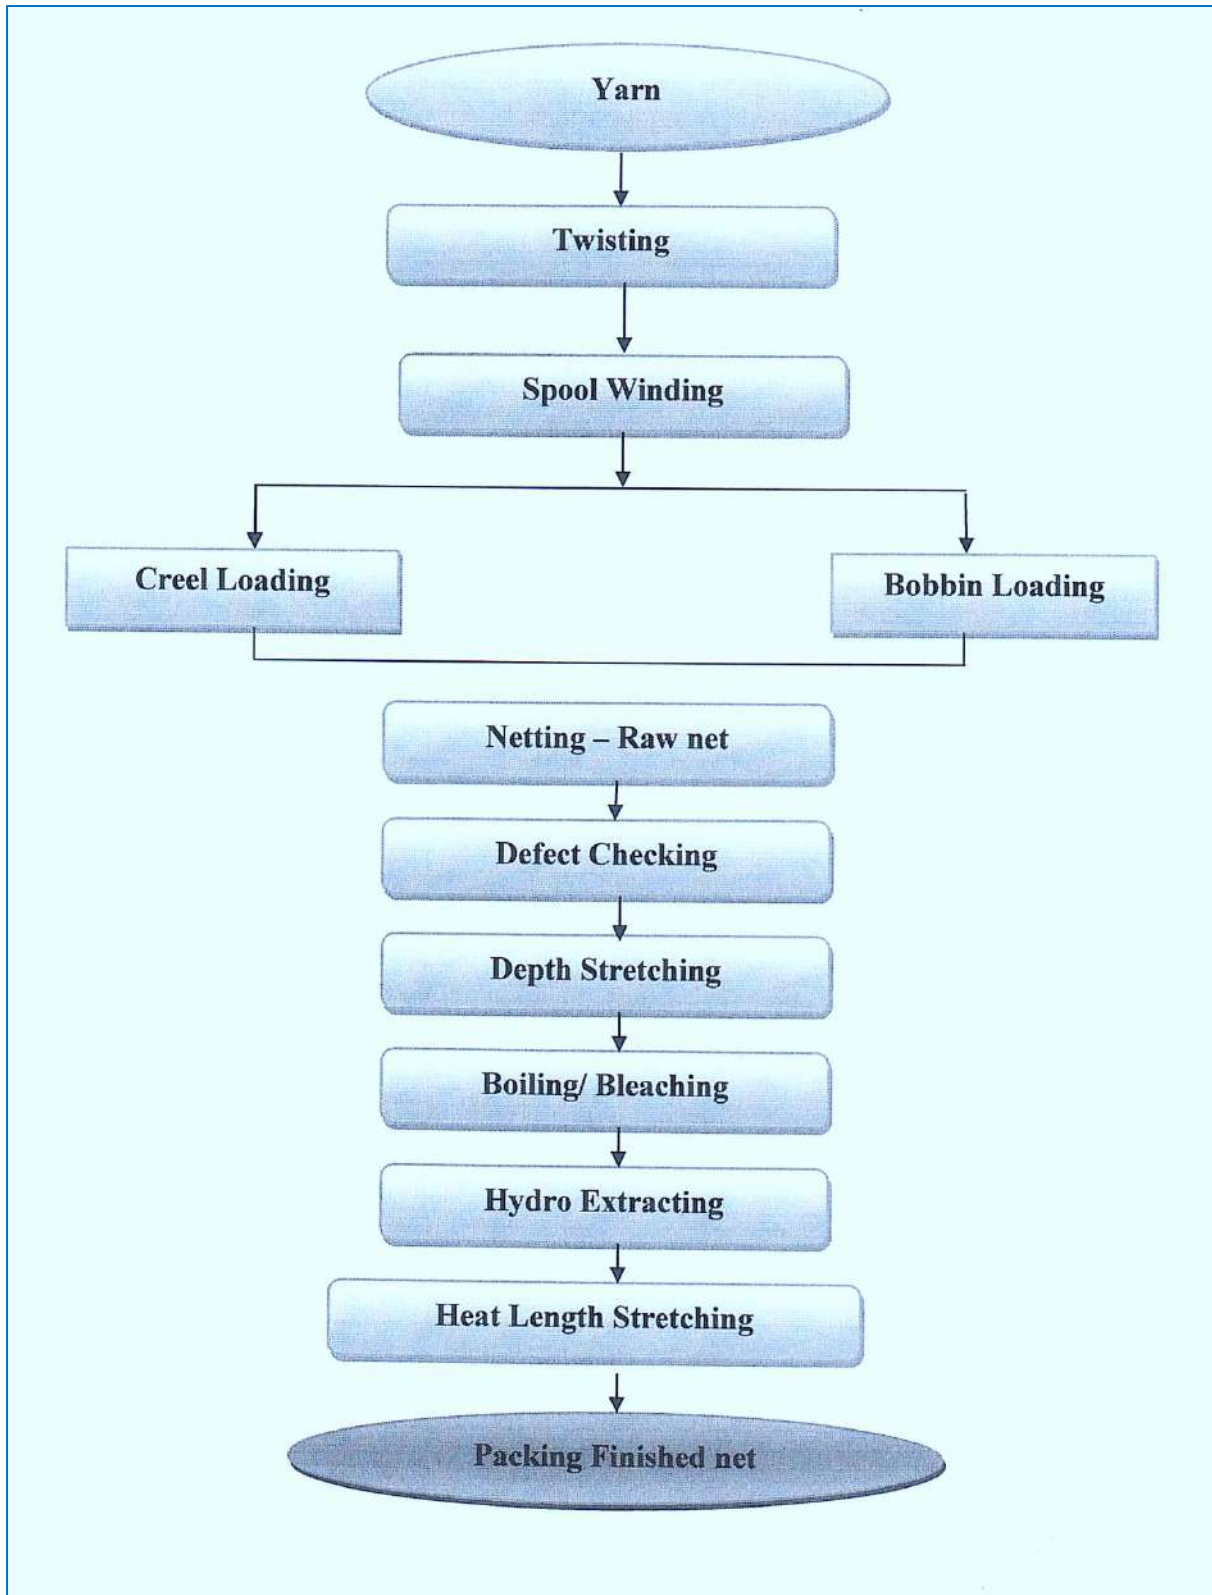 Yarn
Twisting
Spool Winding
Creel Loading
Bobbin Loading
Netting – Raw net
Defect Checking
Depth Stretching
Boiling/ Bleaching
Hydro Extracting
Heat Length Stretching
Packing Finished net